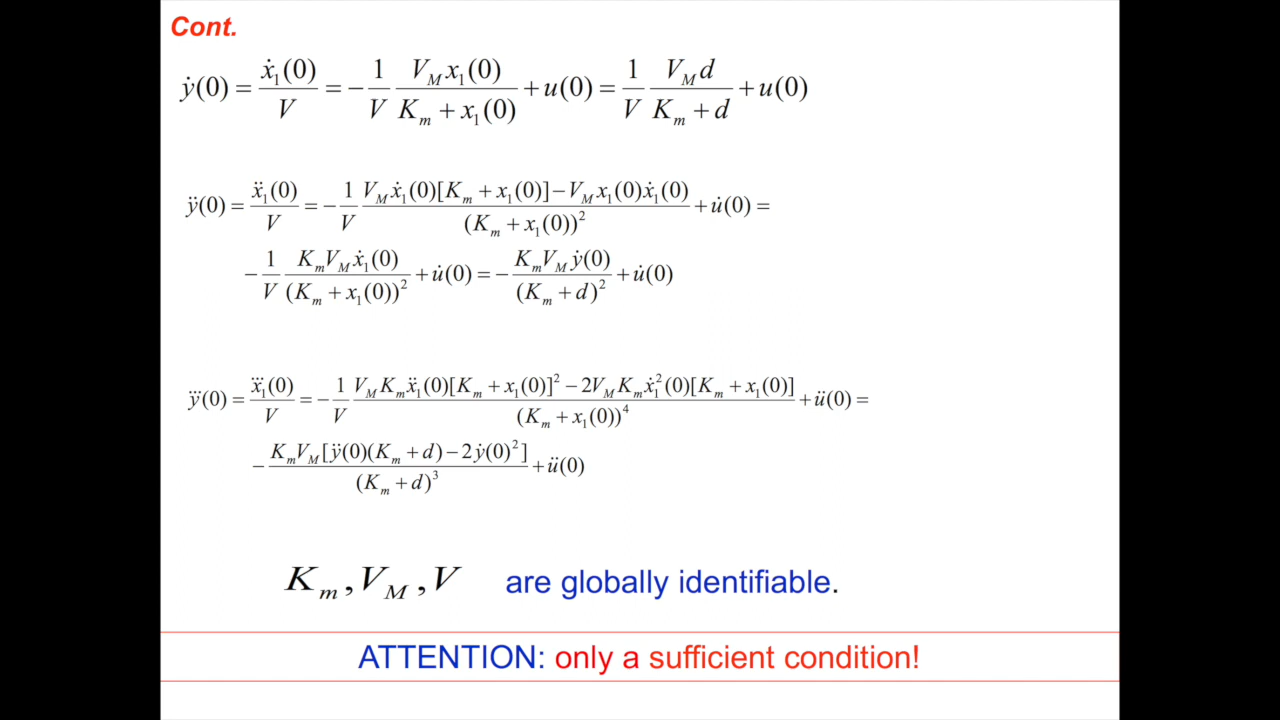 Cont.
ẏ(0) = ẋ₁(0)/V = −(1/V) (V_M x₁(0))/(K_m + x₁(0)) + u(0) = (1/V) (V_M d)/(K_m + d) + u(0)
ÿ(0) = ẍ₁(0)/V = −(1/V) (V_M ẋ₁(0)[K_m + x₁(0)] − V_M x₁(0)ẋ₁(0))/(K_m + x₁(0))² + u̇(0) =
−(1/V) (K_m V_M ẋ₁(0))/(K_m + x₁(0))² + u̇(0) = −(K_m V_M ẏ(0))/(K_m + d)² + u̇(0)
y⃛(0) = x⃛₁(0)/V = −(1/V) (V_M K_m ẍ₁(0)[K_m + x₁(0)]² − 2V_M K_m ẋ₁²(0)[K_m + x₁(0)])/(K_m + x₁(0))⁴ + ü(0) =
−(K_m V_M [ÿ(0)(K_m + d) − 2ẏ(0)²])/(K_m + d)³ + ü(0)
K_m , V_M , V are globally identifiable.
ATTENTION: only a sufficient condition!